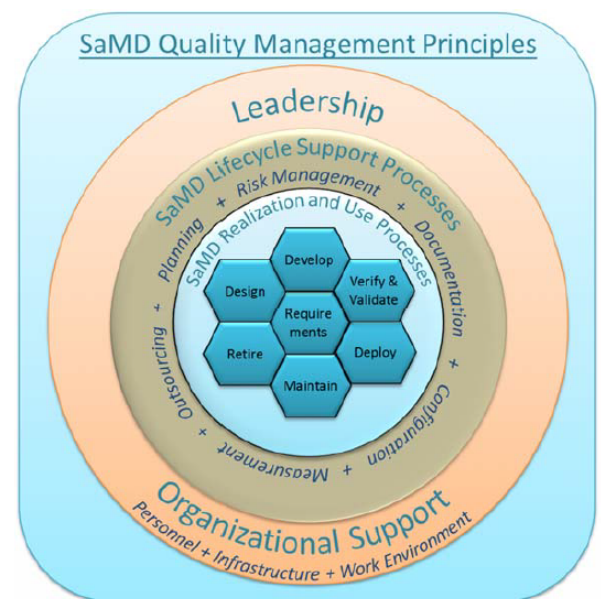 SaMD Quality Management Principles
Leadership
SaMD Lifecycle Support Processes
Planning + Risk Management + Documentation + Configuration + Measurement + Outsourcing +
SaMD Realization and Use Processes
Develop
Design
Verify &
Validate
Require
ments
Retire
Deploy
Maintain
Organizational Support
Personnel + Infrastructure + Work Environment